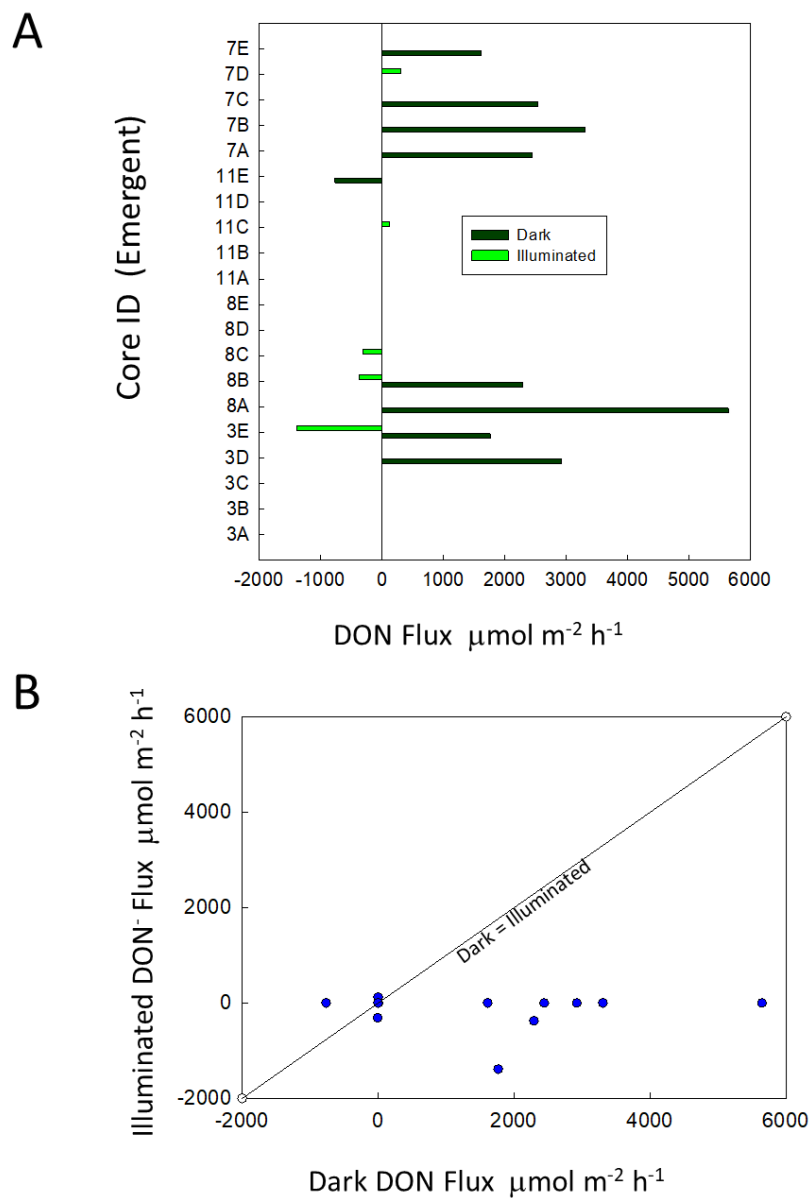 A
Core ID (Emergent)
7E
7D
7C
7B
7A
11E
11D
11C
11B
11A
8E
8D
8C
8B
8A
3E
3D
3C
3B
3A
Dark
Illuminated
-2000 -1000 0 1000 2000 3000 4000 5000 6000
DON Flux μmol m⁻² h⁻¹
B
Illuminated DON⁻ Flux μmol m⁻² h⁻¹
6000
4000
2000
0
-2000
Dark = Illuminated
-2000 0 2000 4000 6000
Dark DON Flux μmol m⁻² h⁻¹